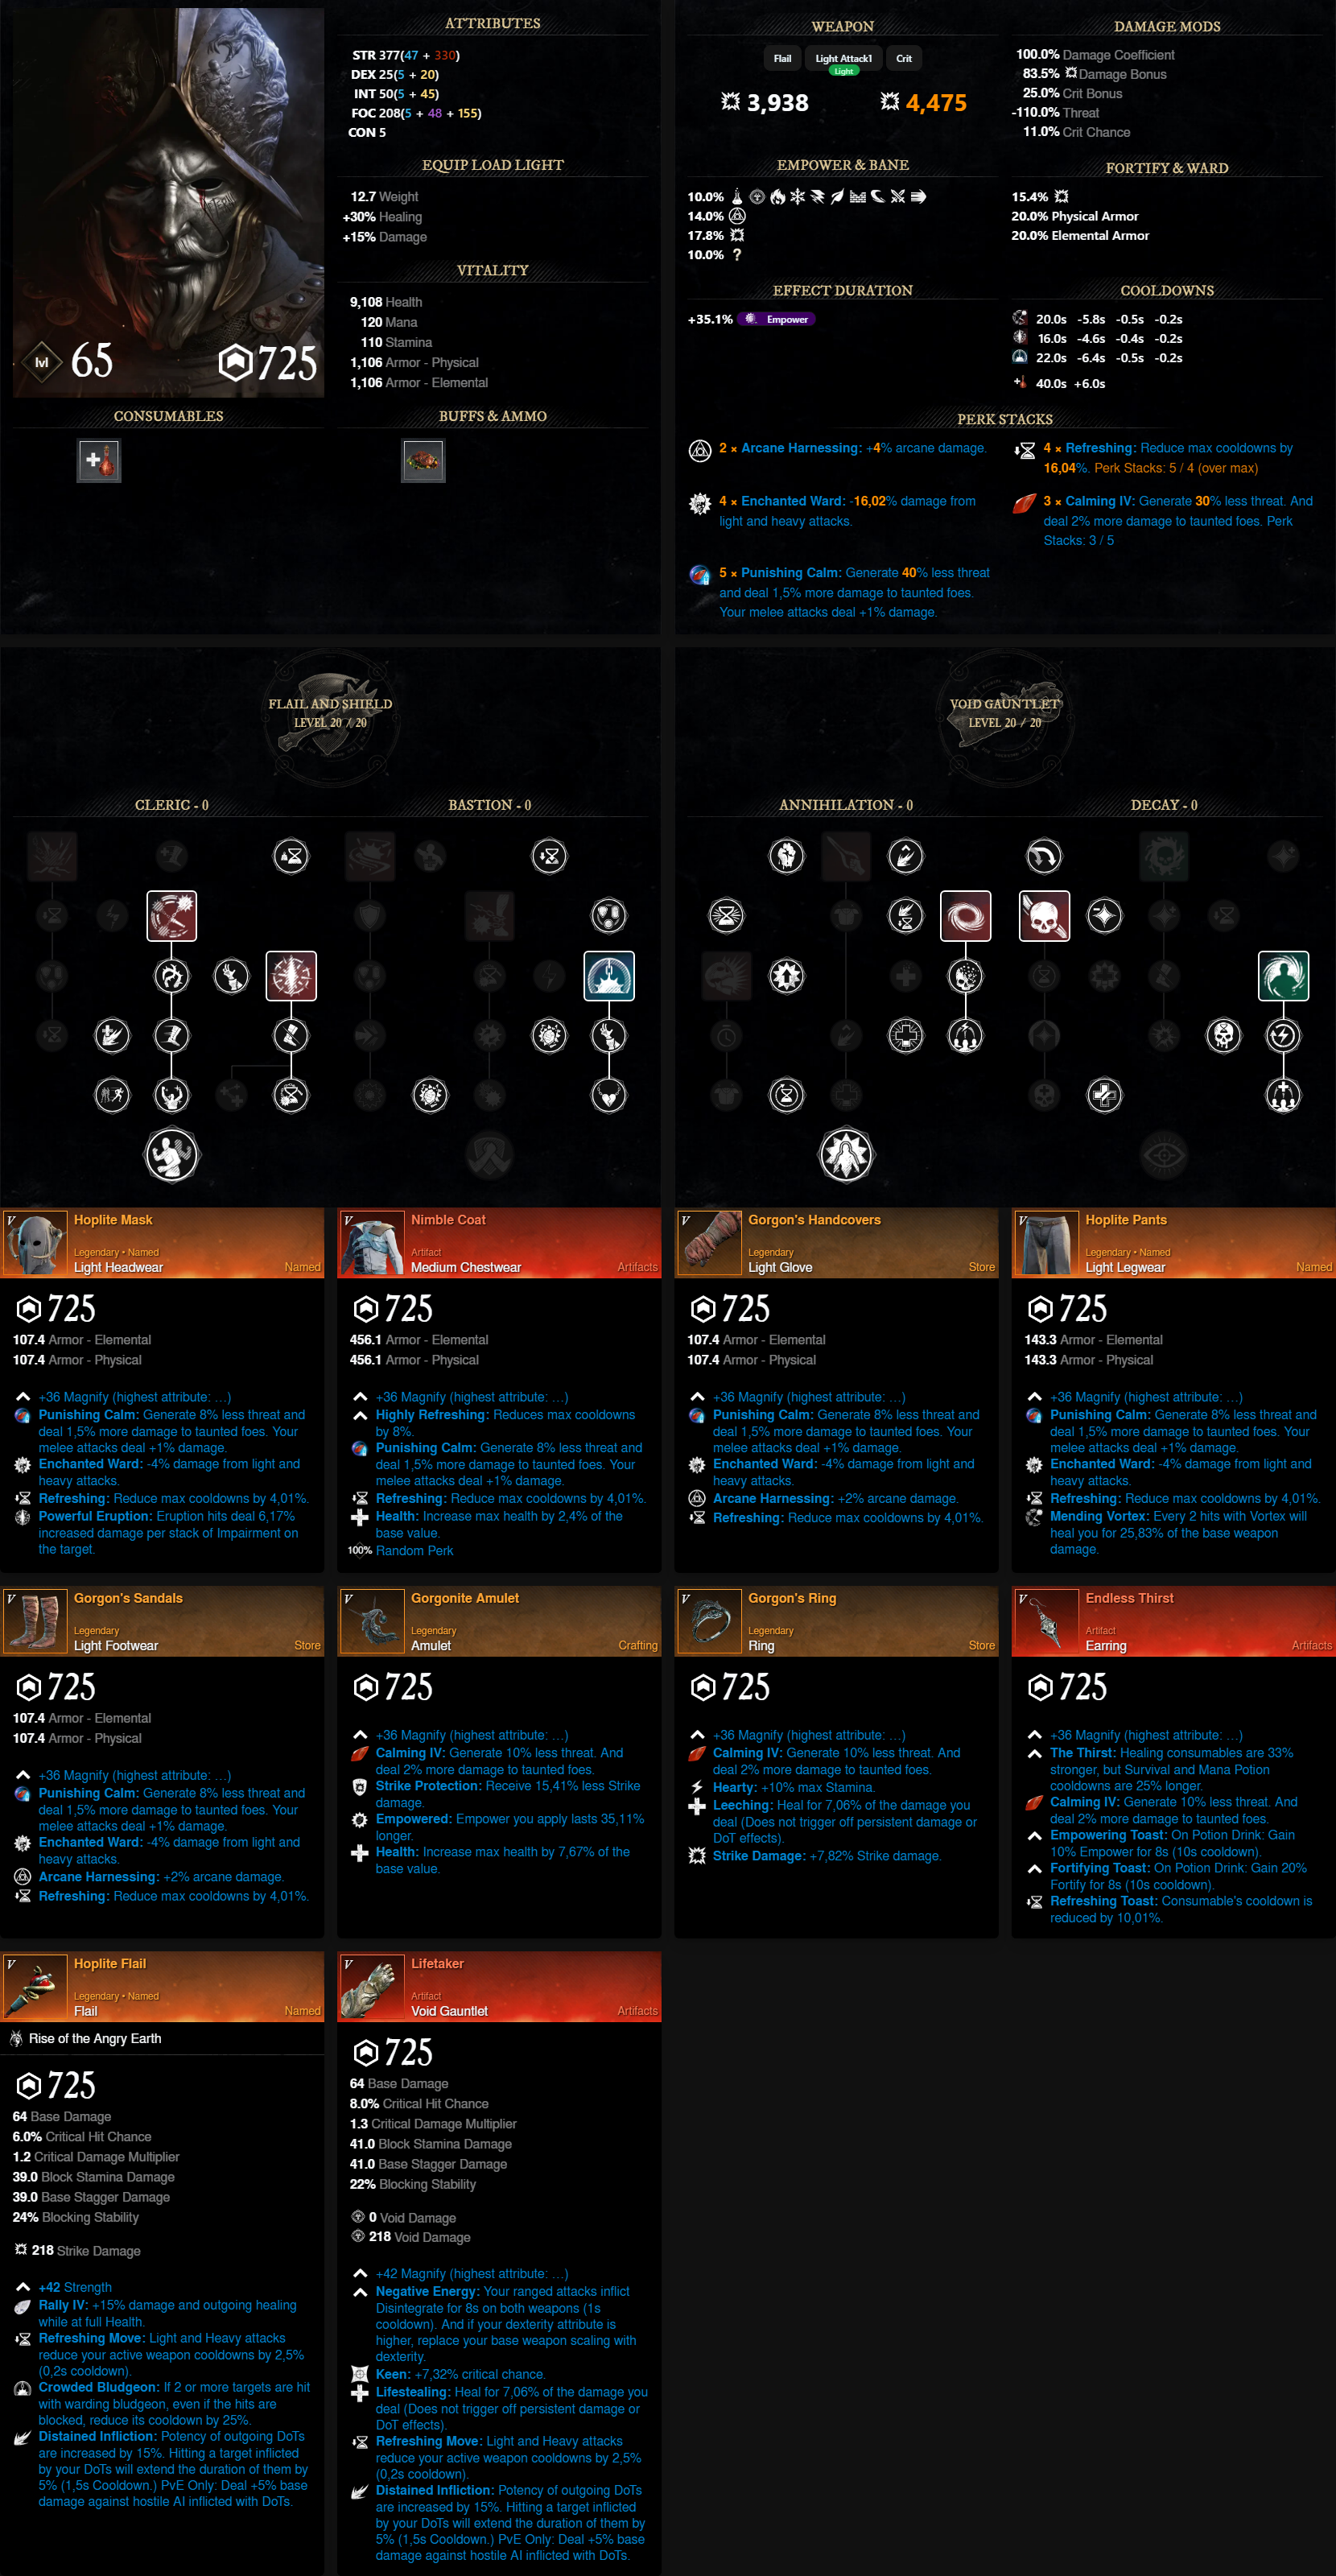 ATTRIBUTES
STR 377(47 + 330)
DEX 25(5 + 20)
INT 50(5 + 45)
FOC 208(5 + 48 + 155)
CON 5
EQUIP LOAD LIGHT
12.7 Weight
+30% Healing
+15% Damage
VITALITY
9,108 Health
120 Mana
110 Stamina
1,106 Armor - Physical
1,106 Armor - Elemental
lvl 65
725
CONSUMABLES
BUFFS & AMMO
WEAPON
Flail Light Attack1 Crit
Light
3,938 4,475
DAMAGE MODS
100.0% Damage Coefficient
83.5% Damage Bonus
25.0% Crit Bonus
-110.0% Threat
11.0% Crit Chance
EMPOWER & BANE
10.0%
14.0%
17.8%
10.0% ?
FORTIFY & WARD
15.4%
20.0% Physical Armor
20.0% Elemental Armor
EFFECT DURATION
+35.1% Empower
COOLDOWNS
20.0s -5.8s -0.5s -0.2s
16.0s -4.6s -0.4s -0.2s
22.0s -6.4s -0.5s -0.2s
40.0s +6.0s
PERK STACKS
2 × Arcane Harnessing: +4% arcane damage.
4 × Refreshing: Reduce max cooldowns by
16,04%. Perk Stacks: 5 / 4 (over max)
4 × Enchanted Ward: -16,02% damage from
light and heavy attacks.
3 × Calming IV: Generate 30% less threat. And
deal 2% more damage to taunted foes. Perk
Stacks: 3 / 5
5 × Punishing Calm: Generate 40% less threat
and deal 1,5% more damage to taunted foes.
Your melee attacks deal +1% damage.
FLAIL AND SHIELD
LEVEL 20 / 20
CLERIC - 0
BASTION - 0
VOID GAUNTLET
LEVEL 20 / 20
ANNIHILATION - 0
DECAY - 0
V
Hoplite Mask
Legendary • Named
Light Headwear
Named
725
107.4 Armor - Elemental
107.4 Armor - Physical
+36 Magnify (highest attribute: …)
Punishing Calm: Generate 8% less threat and
deal 1,5% more damage to taunted foes. Your
melee attacks deal +1% damage.
Enchanted Ward: -4% damage from light and
heavy attacks.
Refreshing: Reduce max cooldowns by 4,01%.
Powerful Eruption: Eruption hits deal 6,17%
increased damage per stack of Impairment on
the target.
V
Nimble Coat
Artifact
Medium Chestwear
Artifacts
725
456.1 Armor - Elemental
456.1 Armor - Physical
+36 Magnify (highest attribute: …)
Highly Refreshing: Reduces max cooldowns
by 8%.
Punishing Calm: Generate 8% less threat and
deal 1,5% more damage to taunted foes. Your
melee attacks deal +1% damage.
Refreshing: Reduce max cooldowns by 4,01%.
Health: Increase max health by 2,4% of the
base value.
100% Random Perk
V
Gorgon's Handcovers
Legendary
Light Glove
Store
725
107.4 Armor - Elemental
107.4 Armor - Physical
+36 Magnify (highest attribute: …)
Punishing Calm: Generate 8% less threat and
deal 1,5% more damage to taunted foes. Your
melee attacks deal +1% damage.
Enchanted Ward: -4% damage from light and
heavy attacks.
Arcane Harnessing: +2% arcane damage.
Refreshing: Reduce max cooldowns by 4,01%.
V
Hoplite Pants
Legendary • Named
Light Legwear
Named
725
143.3 Armor - Elemental
143.3 Armor - Physical
+36 Magnify (highest attribute: …)
Punishing Calm: Generate 8% less threat and
deal 1,5% more damage to taunted foes. Your
melee attacks deal +1% damage.
Enchanted Ward: -4% damage from light and
heavy attacks.
Refreshing: Reduce max cooldowns by 4,01%.
Mending Vortex: Every 2 hits with Vortex will
heal you for 25,83% of the base weapon
damage.
V
Gorgon's Sandals
Legendary
Light Footwear
Store
725
107.4 Armor - Elemental
107.4 Armor - Physical
+36 Magnify (highest attribute: …)
Punishing Calm: Generate 8% less threat and
deal 1,5% more damage to taunted foes. Your
melee attacks deal +1% damage.
Enchanted Ward: -4% damage from light and
heavy attacks.
Arcane Harnessing: +2% arcane damage.
Refreshing: Reduce max cooldowns by 4,01%.
V
Gorgonite Amulet
Legendary
Amulet
Crafting
725
+36 Magnify (highest attribute: …)
Calming IV: Generate 10% less threat. And
deal 2% more damage to taunted foes.
Strike Protection: Receive 15,41% less Strike
damage.
Empowered: Empower you apply lasts 35,11%
longer.
Health: Increase max health by 7,67% of the
base value.
V
Gorgon's Ring
Legendary
Ring
Store
725
+36 Magnify (highest attribute: …)
Calming IV: Generate 10% less threat. And
deal 2% more damage to taunted foes.
Hearty: +10% max Stamina.
Leeching: Heal for 7,06% of the damage you
deal (Does not trigger off persistent damage or
DoT effects).
Strike Damage: +7,82% Strike damage.
V
Endless Thirst
Artifact
Earring
Artifacts
725
+36 Magnify (highest attribute: …)
The Thirst: Healing consumables are 33%
stronger, but Survival and Mana Potion
cooldowns are 25% longer.
Calming IV: Generate 10% less threat. And
deal 2% more damage to taunted foes.
Empowering Toast: On Potion Drink: Gain
10% Empower for 8s (10s cooldown).
Fortifying Toast: On Potion Drink: Gain 20%
Fortify for 8s (10s cooldown).
Refreshing Toast: Consumable's cooldown is
reduced by 10,01%.
V
Hoplite Flail
Legendary • Named
Flail
Named
Rise of the Angry Earth
725
64 Base Damage
6.0% Critical Hit Chance
1.2 Critical Damage Multiplier
39.0 Block Stamina Damage
39.0 Base Stagger Damage
24% Blocking Stability
218 Strike Damage
+42 Strength
Rally IV: +15% damage and outgoing healing
while at full Health.
Refreshing Move: Light and Heavy attacks
reduce your active weapon cooldowns by 2,5%
(0,2s cooldown).
Crowded Bludgeon: If 2 or more targets are hit
with warding bludgeon, even if the hits are
blocked, reduce its cooldown by 25%.
Distained Infliction: Potency of outgoing DoTs
are increased by 15%. Hitting a target inflicted
by your DoTs will extend the duration of them by
5% (1,5s Cooldown.) PvE Only: Deal +5% base
damage against hostile AI inflicted with DoTs.
V
Lifetaker
Artifact
Void Gauntlet
Artifacts
725
64 Base Damage
8.0% Critical Hit Chance
1.3 Critical Damage Multiplier
41.0 Block Stamina Damage
41.0 Base Stagger Damage
22% Blocking Stability
0 Void Damage
218 Void Damage
+42 Magnify (highest attribute: …)
Negative Energy: Your ranged attacks inflict
Disintegrate for 8s on both weapons (1s
cooldown). And if your dexterity attribute is
higher, replace your base weapon scaling with
dexterity.
Keen: +7,32% critical chance.
Lifestealing: Heal for 7,06% of the damage you
deal (Does not trigger off persistent damage or
DoT effects).
Refreshing Move: Light and Heavy attacks
reduce your active weapon cooldowns by 2,5%
(0,2s cooldown).
Distained Infliction: Potency of outgoing DoTs
are increased by 15%. Hitting a target inflicted
by your DoTs will extend the duration of them by
5% (1,5s Cooldown.) PvE Only: Deal +5% base
damage against hostile AI inflicted with DoTs.